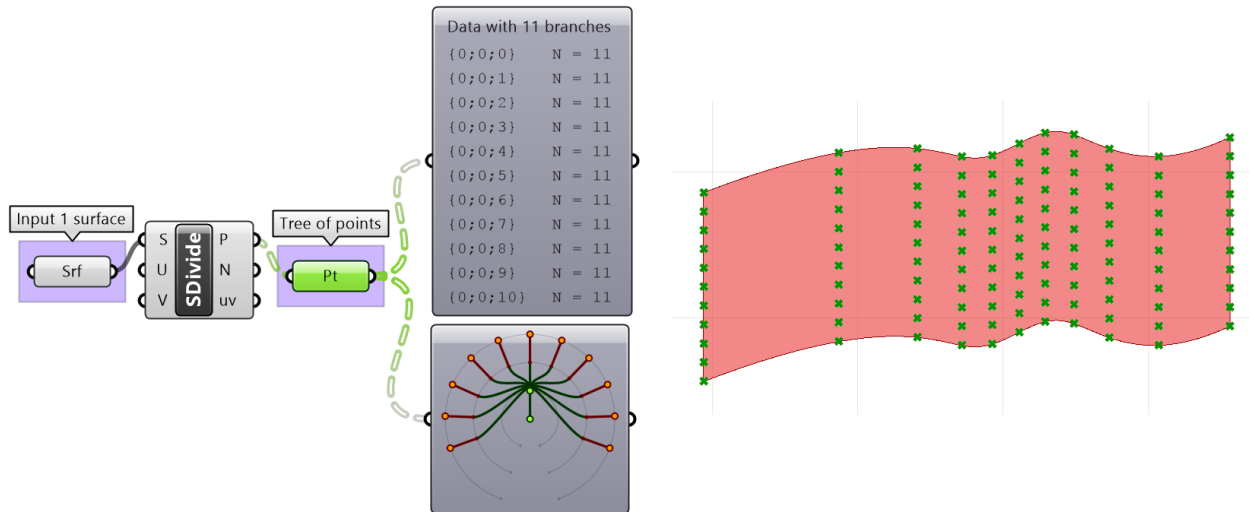 Input 1 surface
Srf
S
U
V
SDivide
P
N
uv
Tree of points
Pt
Data with 11 branches
{0;0;0} N = 11
{0;0;1} N = 11
{0;0;2} N = 11
{0;0;3} N = 11
{0;0;4} N = 11
{0;0;5} N = 11
{0;0;6} N = 11
{0;0;7} N = 11
{0;0;8} N = 11
{0;0;9} N = 11
{0;0;10} N = 11